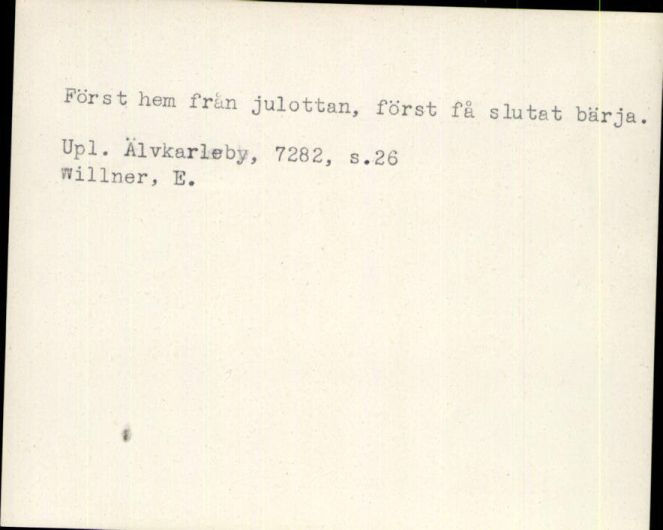 Först hem från julottan, först få slutat bärja.
Upl. Älvkarleby, 7282, s.26
Willner, E.